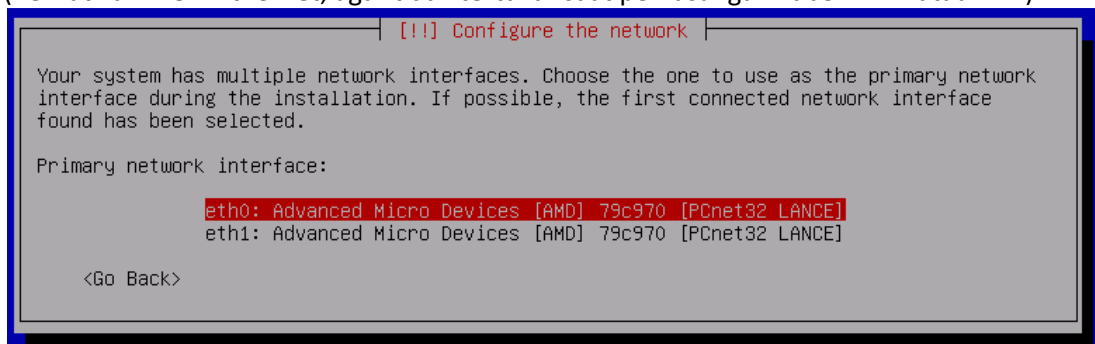 [!!] Configure the network
Your system has multiple network interfaces. Choose the one to use as the primary network
interface during the installation. If possible, the first connected network interface
found has been selected.
Primary network interface:
eth0: Advanced Micro Devices [AMD] 79c970 [PCnet32 LANCE]
eth1: Advanced Micro Devices [AMD] 79c970 [PCnet32 LANCE]
<Go Back>